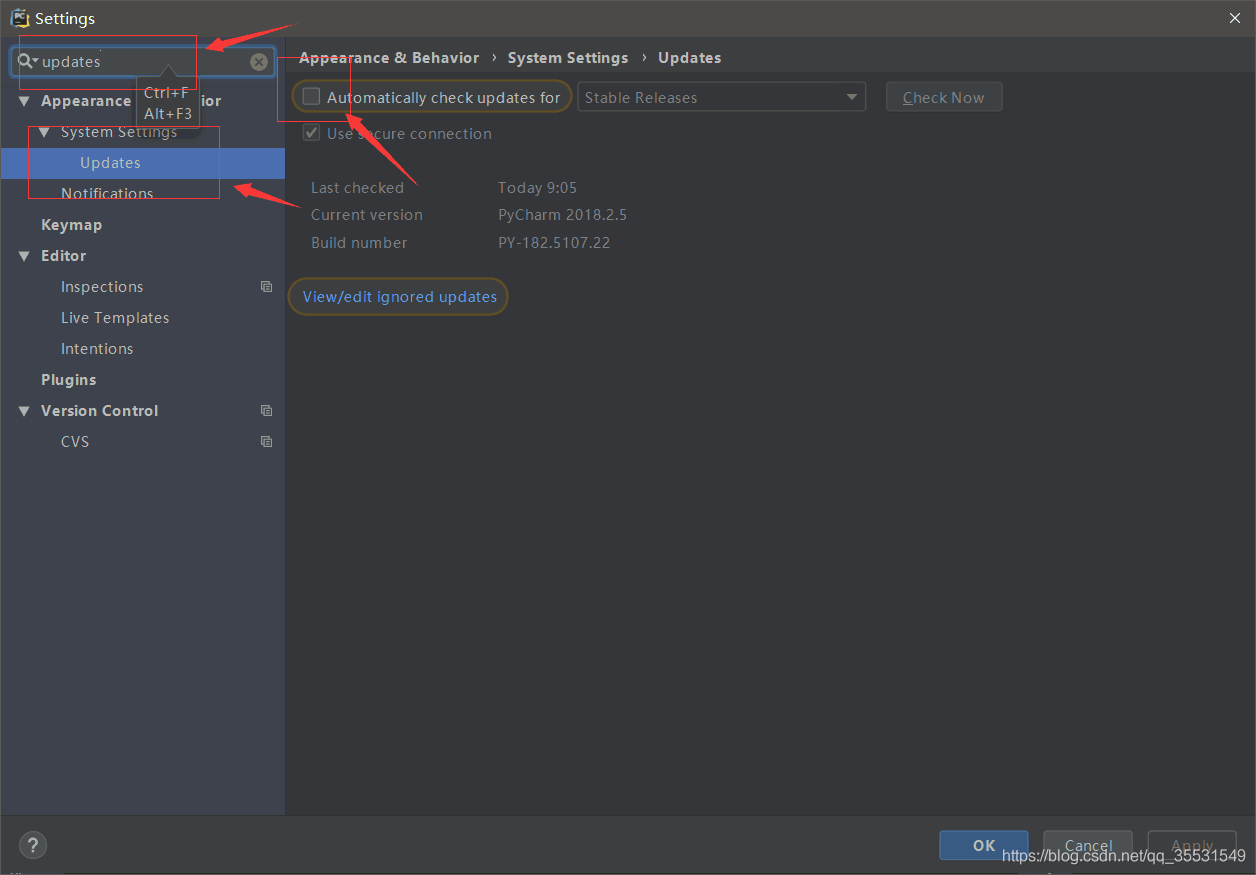 Settings
updates
Ctrl+F
Alt+F3
Appearance ior
System Settings
Updates
Notifications
Keymap
Editor
Inspections
Live Templates
Intentions
Plugins
Version Control
CVS
Appearance & Behavior › System Settings › Updates
Automatically check updates for Stable Releases Check Now
Use secure connection
Last checked Today 9:05
Current version PyCharm 2018.2.5
Build number PY-182.5107.22
View/edit ignored updates
? OK Cancel Apply
https://blog.csdn.net/qq_35531549